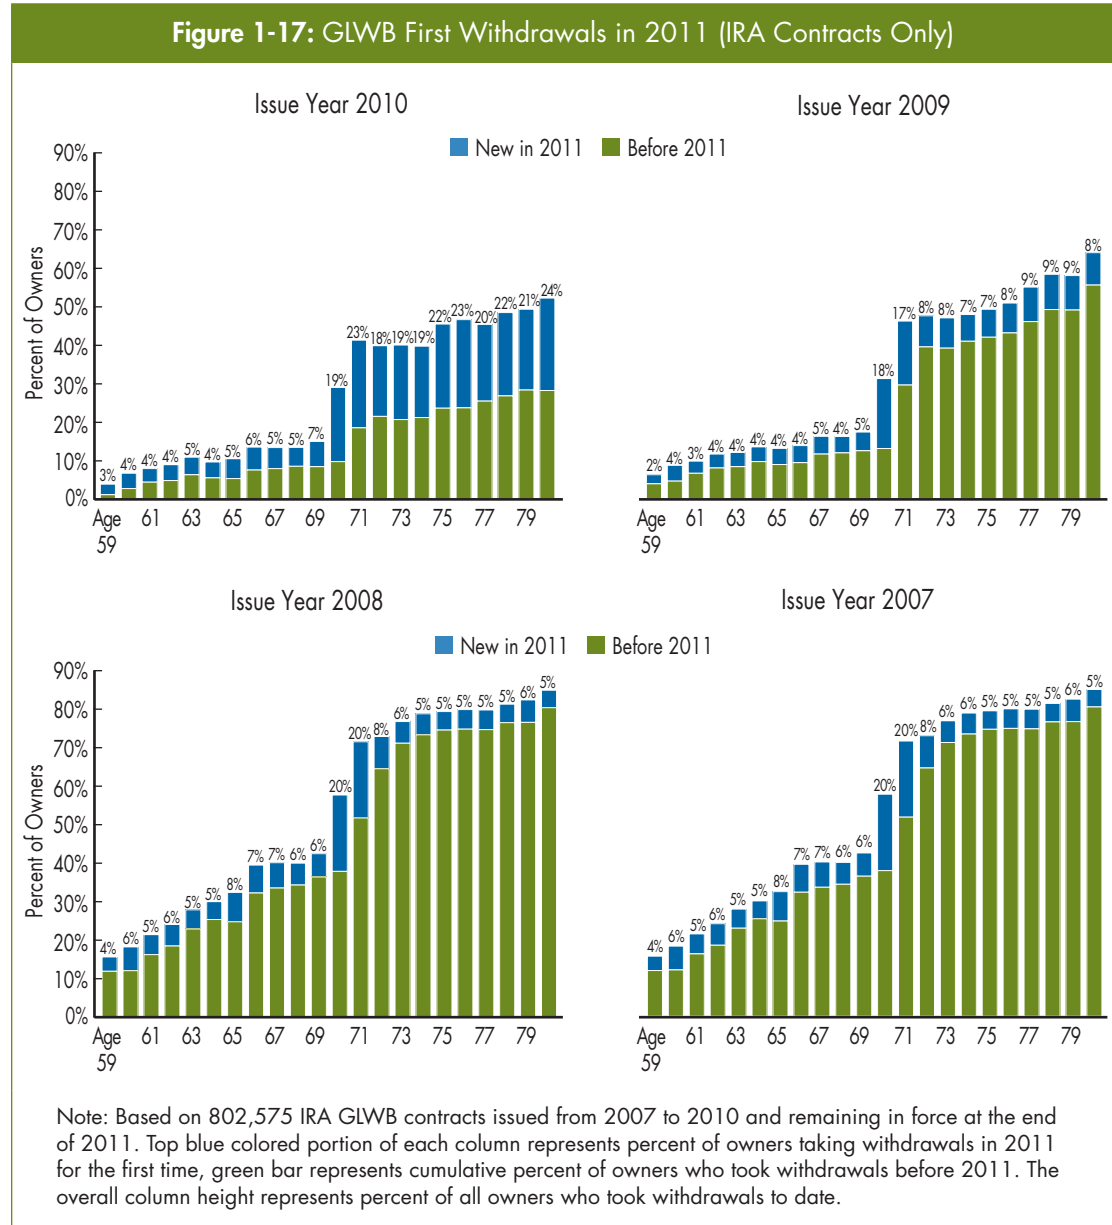 Figure 1-17: GLWB First Withdrawals in 2011 (IRA Contracts Only)
Issue Year 2010
Issue Year 2009
New in 2011 Before 2011
Percent of Owners
90%
80%
70%
60%
50%
40%
30%
20%
10%
0%
3% 4% 4% 4% 5% 4% 5% 6% 5% 5% 7% 19% 23% 18% 19% 19% 22% 23% 20% 22% 21% 24%
Age 61 63 65 67 69 71 73 75 77 79
59
2% 4% 3% 4% 4% 4% 4% 4% 5% 4% 5% 18% 17% 8% 8% 7% 7% 8% 9% 9% 9% 8%
Age 61 63 65 67 69 71 73 75 77 79
59
Issue Year 2008
Issue Year 2007
New in 2011 Before 2011
Percent of Owners
90%
80%
70%
60%
50%
40%
30%
20%
10%
0%
4% 6% 5% 6% 5% 5% 8% 7% 7% 6% 6% 20% 20% 8% 6% 5% 5% 5% 5% 5% 6% 5%
Age 61 63 65 67 69 71 73 75 77 79
59
4% 6% 5% 6% 5% 5% 8% 7% 7% 6% 6% 20% 20% 8% 6% 6% 5% 5% 5% 5% 6% 5%
Age 61 63 65 67 69 71 73 75 77 79
59
Note: Based on 802,575 IRA GLWB contracts issued from 2007 to 2010 and remaining in force at the end
of 2011. Top blue colored portion of each column represents percent of owners taking withdrawals in 2011
for the first time, green bar represents cumulative percent of owners who took withdrawals before 2011. The
overall column height represents percent of all owners who took withdrawals to date.